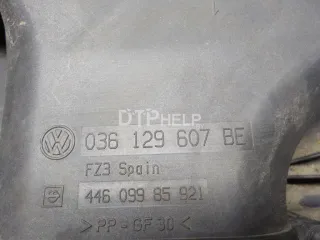 DTPHELP
036 129 607 BE
FZ3 Spain
446 099 85 921
>PP-GF30<